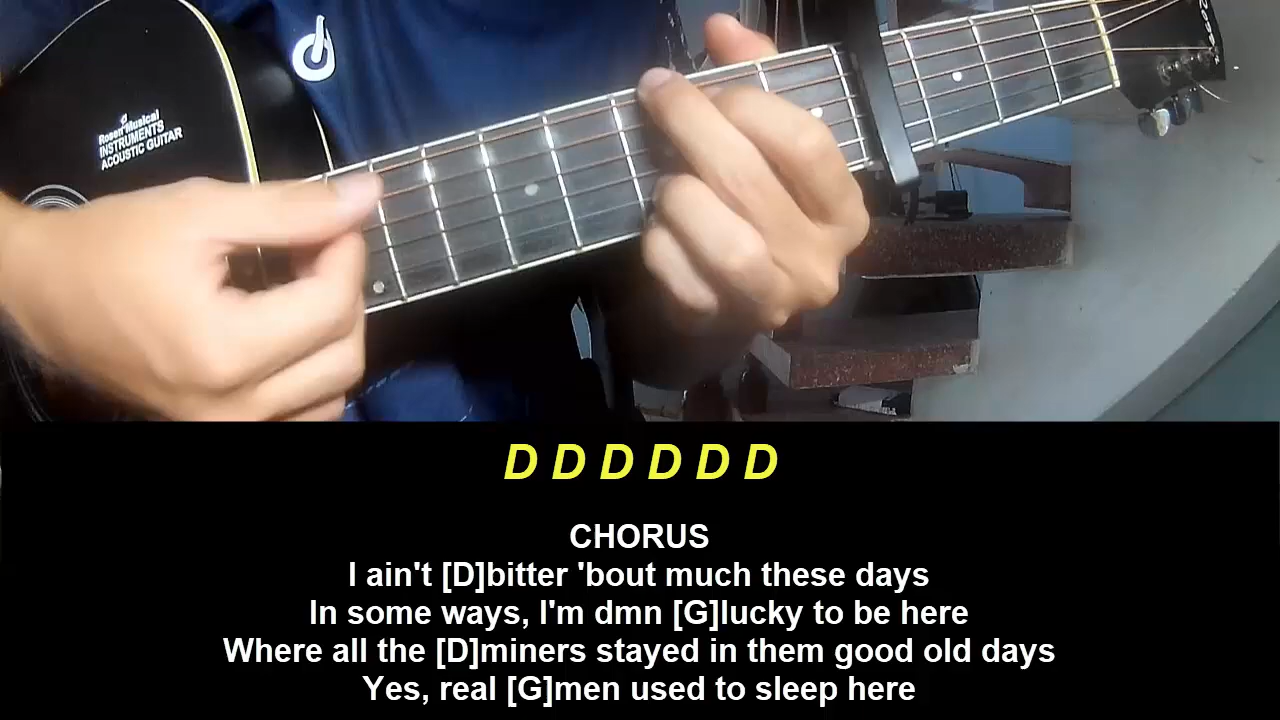 Rosen Musical
INSTRUMENTS
ACOUSTIC GUITAR
D D D D D D
CHORUS
I ain't [D]bitter 'bout much these days
In some ways, I'm dmn [G]lucky to be here
Where all the [D]miners stayed in them good old days
Yes, real [G]men used to sleep here